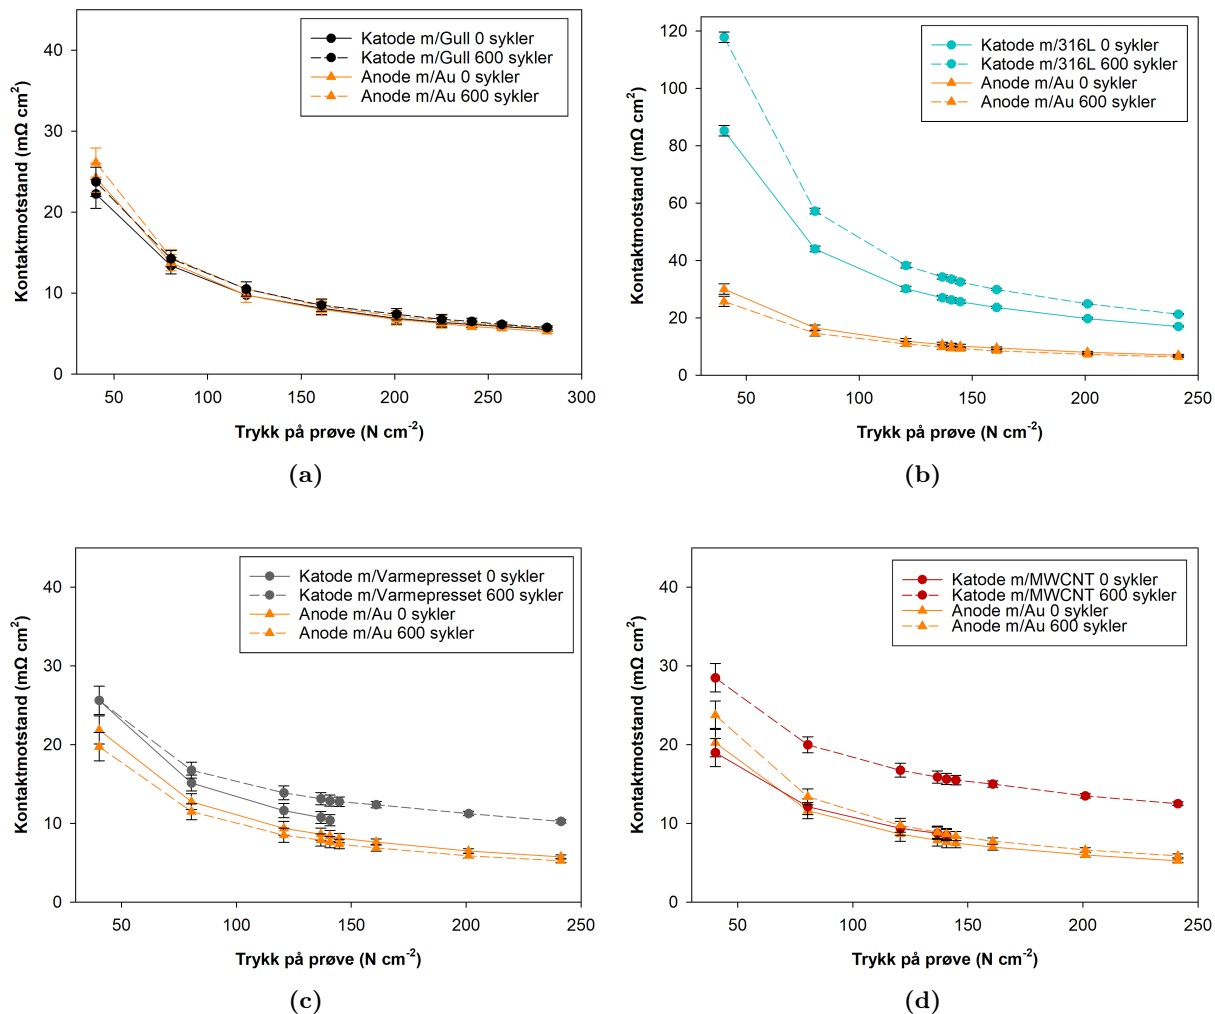 Katode m/Gull 0 sykler
Katode m/Gull 600 sykler
Anode m/Au 0 sykler
Anode m/Au 600 sykler
Kontaktmotstand (mΩ cm²)
40
30
20
10
0
50
100
150
200
250
300
Trykk på prøve (N cm⁻²)
(a)
Katode m/316L 0 sykler
Katode m/316L 600 sykler
Anode m/Au 0 sykler
Anode m/Au 600 sykler
Kontaktmotstand (mΩ cm²)
120
100
80
60
40
20
0
50
100
150
200
250
Trykk på prøve (N cm⁻²)
(b)
Katode m/Varmepresset 0 sykler
Katode m/Varmepresset 600 sykler
Anode m/Au 0 sykler
Anode m/Au 600 sykler
Kontaktmotstand (mΩ cm²)
40
30
20
10
0
50
100
150
200
250
Trykk på prøve (N cm⁻²)
(c)
Katode m/MWCNT 0 sykler
Katode m/MWCNT 600 sykler
Anode m/Au 0 sykler
Anode m/Au 600 sykler
Kontaktmotstand (mΩ cm²)
40
30
20
10
0
50
100
150
200
250
Trykk på prøve (N cm⁻²)
(d)